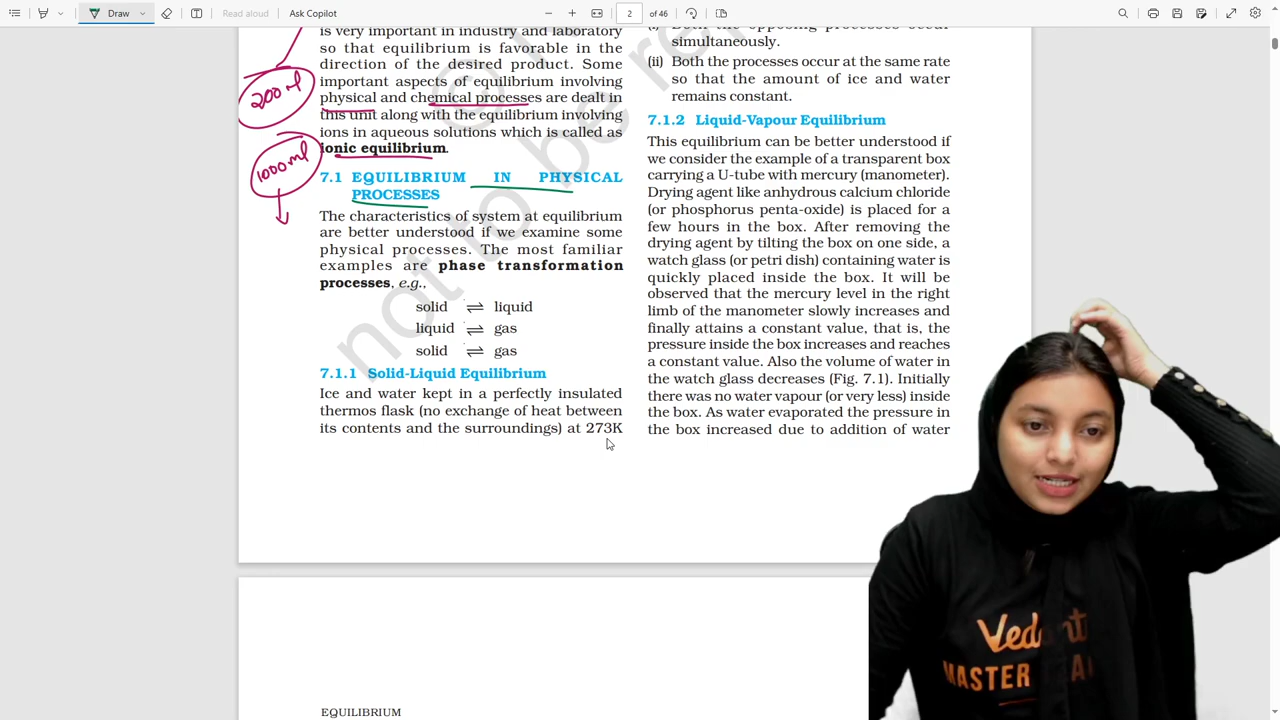 Draw
Read aloud
Ask Copilot
2
of 46
is very important in industry and laboratory
so that equilibrium is favorable in the
direction of the desired product. Some
important aspects of equilibrium involving
physical and chemical processes are dealt in
this unit along with the equilibrium involving
ions in aqueous solutions which is called as
ionic equilibrium.
200 ml
1000 ml
7.1 EQUILIBRIUM IN PHYSICAL
PROCESSES
The characteristics of system at equilibrium
are better understood if we examine some
physical processes. The most familiar
examples are phase transformation
processes, e.g.,
solid ⇌ liquid
liquid ⇌ gas
solid ⇌ gas
7.1.1 Solid-Liquid Equilibrium
Ice and water kept in a perfectly insulated
thermos flask (no exchange of heat between
its contents and the surroundings) at 273K
(i) Both the opposing processes occur
simultaneously.
(ii) Both the processes occur at the same rate
so that the amount of ice and water
remains constant.
7.1.2 Liquid-Vapour Equilibrium
This equilibrium can be better understood if
we consider the example of a transparent box
carrying a U-tube with mercury (manometer).
Drying agent like anhydrous calcium chloride
(or phosphorus penta-oxide) is placed for a
few hours in the box. After removing the
drying agent by tilting the box on one side, a
watch glass (or petri dish) containing water is
quickly placed inside the box. It will be
observed that the mercury level in the right
limb of the manometer slowly increases and
finally attains a constant value, that is, the
pressure inside the box increases and reaches
a constant value. Also the volume of water in
the watch glass decreases (Fig. 7.1). Initially
there was no water vapour (or very less) inside
the box. As water evaporated the pressure in
the box increased due to addition of water
not to be re
MASTER
EQUILIBRIUM